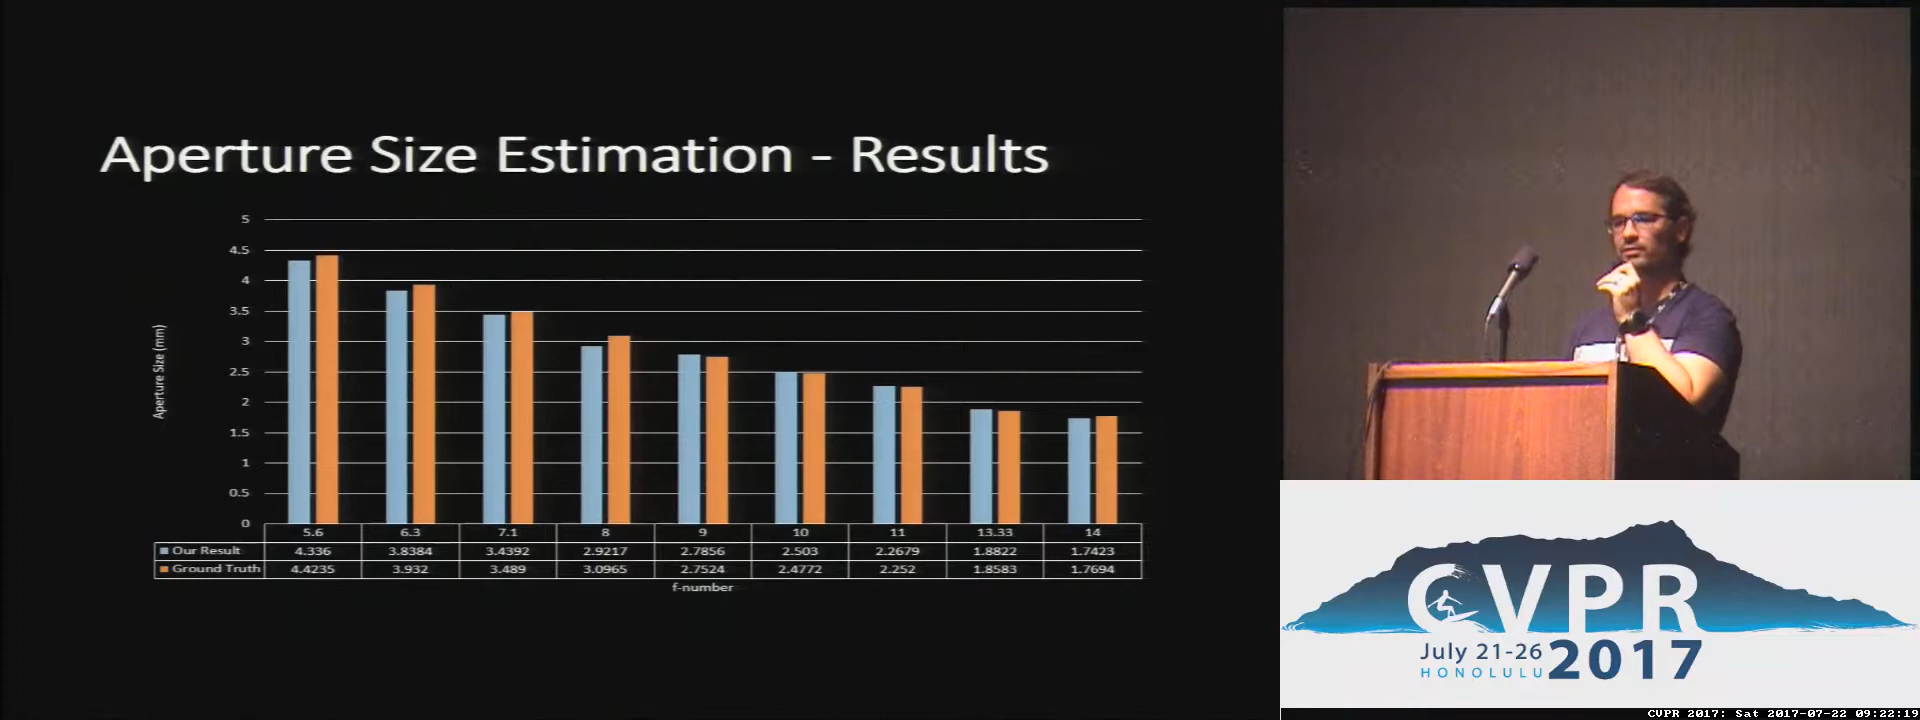 Aperture Size Estimation - Results
5
4.5
4
3.5
3
2.5
2
1.5
1
0.5
0
Aperture Size (mm)
5.6 6.3 7.1 8 9 10 11 13.33 14
Our Result 4.336 3.8384 3.4392 2.9217 2.7856 2.503 2.2679 1.8822 1.7423
Ground Truth 4.4235 3.932 3.489 3.0965 2.7524 2.4772 2.252 1.8583 1.7694
f-number
CVPR
July 21-26
HONOLULU
2017
CVPR 2017: Sat 2017-07-22 09:22:19